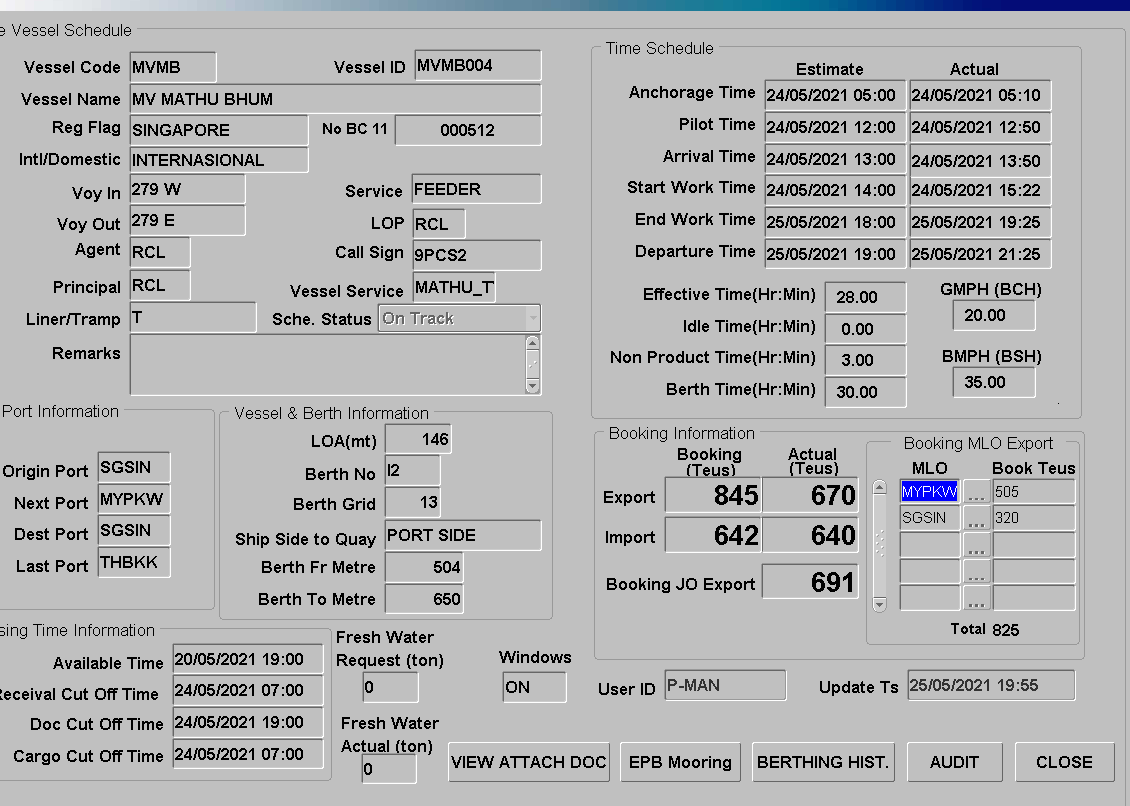 e Vessel Schedule
Vessel Code MVMB Vessel ID MVMB004
Vessel Name MV MATHU BHUM
Reg Flag SINGAPORE No BC 11 000512
Intl/Domestic INTERNASIONAL
Voy In 279 W Service FEEDER
Voy Out 279 E LOP RCL
Agent RCL Call Sign 9PCS2
Principal RCL Vessel Service MATHU_T
Liner/Tramp T Sche. Status On Track
Remarks
Time Schedule
Estimate Actual
Anchorage Time 24/05/2021 05:00 24/05/2021 05:10
Pilot Time 24/05/2021 12:00 24/05/2021 12:50
Arrival Time 24/05/2021 13:00 24/05/2021 13:50
Start Work Time 24/05/2021 14:00 24/05/2021 15:22
End Work Time 25/05/2021 18:00 25/05/2021 19:25
Departure Time 25/05/2021 19:00 25/05/2021 21:25
Effective Time(Hr:Min) 28.00 GMPH (BCH)
Idle Time(Hr:Min) 0.00 20.00
Non Product Time(Hr:Min) 3.00 BMPH (BSH)
Berth Time(Hr:Min) 30.00 35.00
Port Information
Origin Port SGSIN
Next Port MYPKW
Dest Port SGSIN
Last Port THBKK
Vessel & Berth Information
LOA(mt) 146
Berth No I2
Berth Grid 13
Ship Side to Quay PORT SIDE
Berth Fr Metre 504
Berth To Metre 650
Booking Information
Booking (Teus) Actual (Teus)
Export 845 670
Import 642 640
Booking JO Export 691
Booking MLO Export
MLO Book Teus
MYPKW ... 505
SGSIN ... 320
...
...
...
Total 825
sing Time Information
Available Time 20/05/2021 19:00
Receival Cut Off Time 24/05/2021 07:00
Doc Cut Off Time 24/05/2021 19:00
Cargo Cut Off Time 24/05/2021 07:00
Fresh Water
Request (ton)
0
Fresh Water
Actual (ton)
0
Windows
ON
User ID P-MAN Update Ts 25/05/2021 19:55
VIEW ATTACH DOC EPB Mooring BERTHING HIST. AUDIT CLOSE